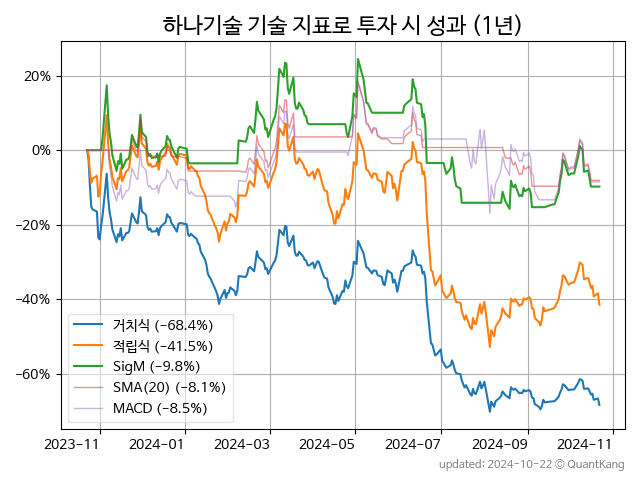 하나기술 기술 지표로 투자 시 성과 (1년)
20%
0%
−20%
−40%
−60%
거치식 (−68.4%)
적립식 (−41.5%)
SigM (−9.8%)
SMA(20) (−8.1%)
MACD (−8.5%)
2023−11 2024−01 2024−03 2024−05 2024−07 2024−09 2024−11
updated: 2024−10−22 © QuantKang